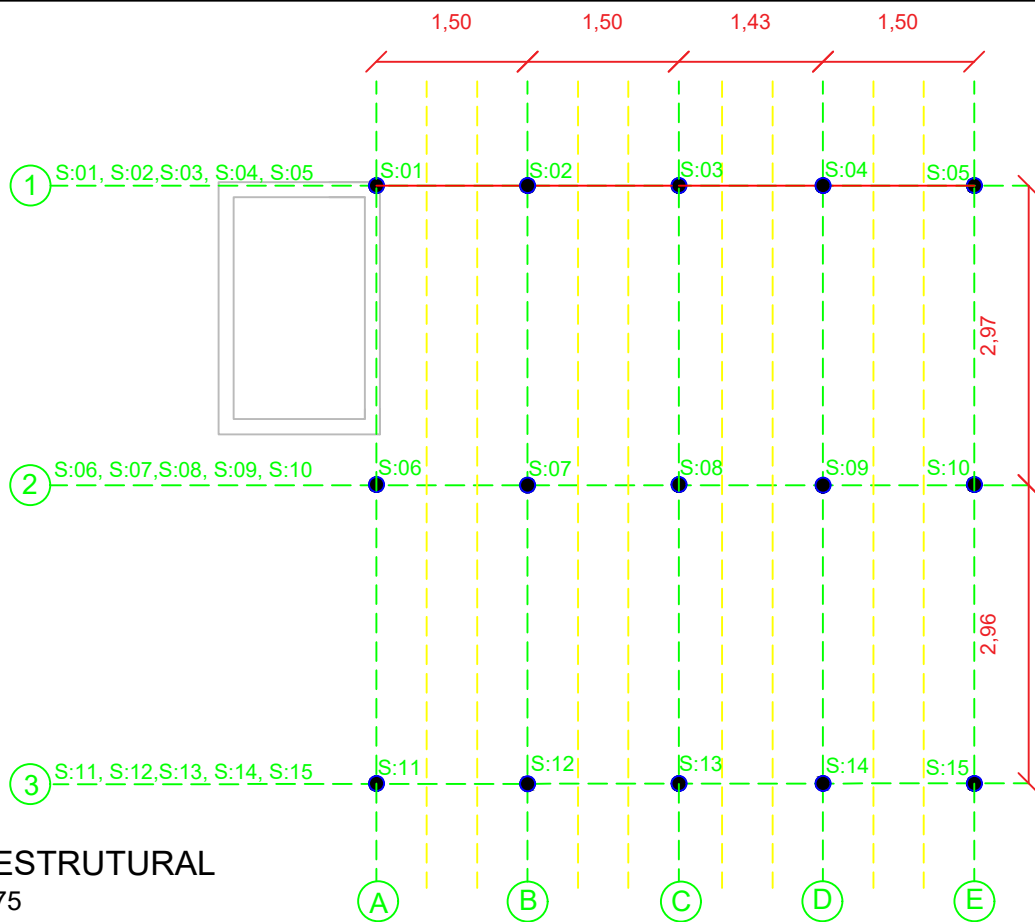 1,50 1,50 1,43 1,50
S:01, S:02,S:03, S:04, S:05
1
S:01 S:02 S:03 S:04 S:05
2,97
S:06, S:07,S:08, S:09, S:10
2
S:06 S:07 S:08 S:09 S:10
2,96
S:11, S:12,S:13, S:14, S:15
3
S:11 S:12 S:13 S:14 S:15
ESTRUTURAL
75
A B C D E